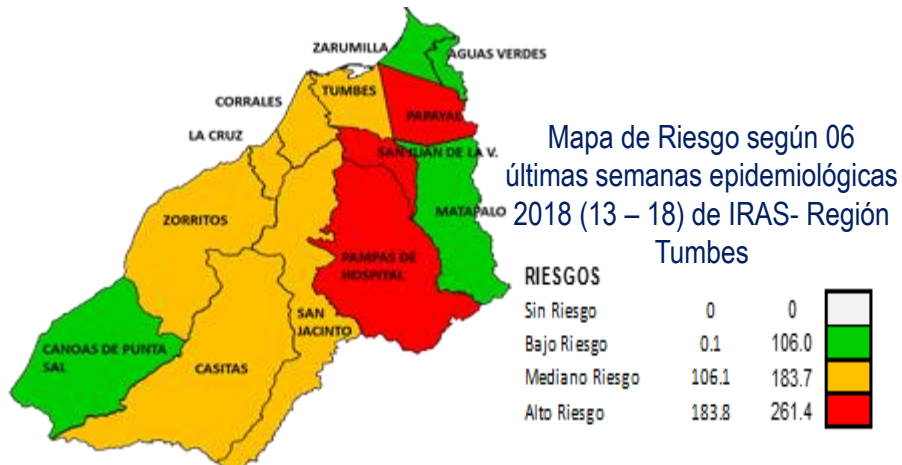 ZARUMILLA
AGUAS VERDES
TUMBES
CORRALES
PAPAYAL
LA CRUZ
SAN JUAN DE LA V.
ZORRITOS
MATAPALO
PAMPAS DE
HOSPITAL
SAN
JACINTO
CANOAS DE PUNTA
SAL
CASITAS
Mapa de Riesgo según 06
últimas semanas epidemiológicas
2018 (13 – 18) de IRAS- Región
Tumbes
RIESGOS
Sin Riesgo 0 0
Bajo Riesgo 0.1 106.0
Mediano Riesgo 106.1 183.7
Alto Riesgo 183.8 261.4